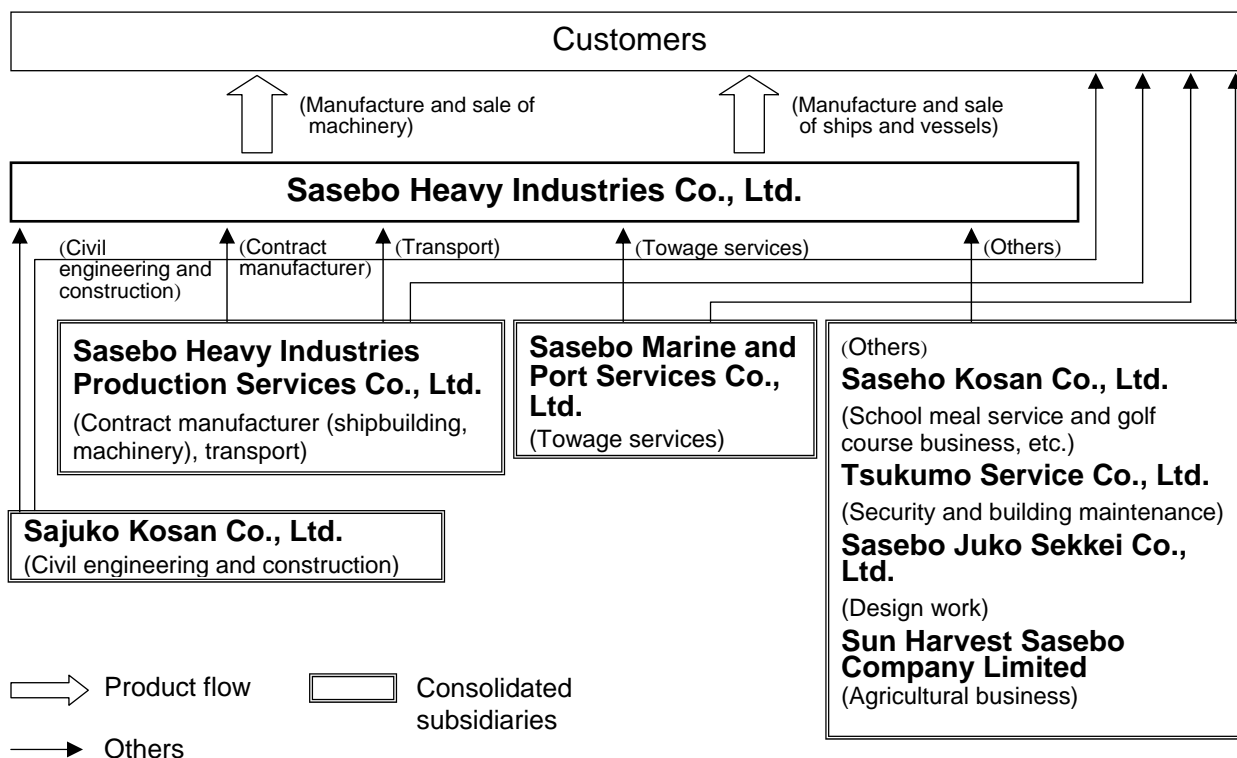 Customers
(Manufacture and sale of
machinery)
(Manufacture and sale
of ships and vessels)
Sasebo Heavy Industries Co., Ltd.
(Civil
engineering and
construction)
(Contract
manufacturer)
(Transport)
(Towage services)
(Others)
Sasebo Heavy Industries
Production Services Co., Ltd.
(Contract manufacturer (shipbuilding,
machinery), transport)
Sasebo Marine and
Port Services Co.,
Ltd.
(Towage services)
(Others)
Saseho Kosan Co., Ltd.
(School meal service and golf
course business, etc.)
Tsukumo Service Co., Ltd.
(Security and building maintenance)
Sasebo Juko Sekkei Co.,
Ltd.
(Design work)
Sun Harvest Sasebo
Company Limited
(Agricultural business)
Sajuko Kosan Co., Ltd.
(Civil engineering and construction)
Product flow
Consolidated
subsidiaries
Others